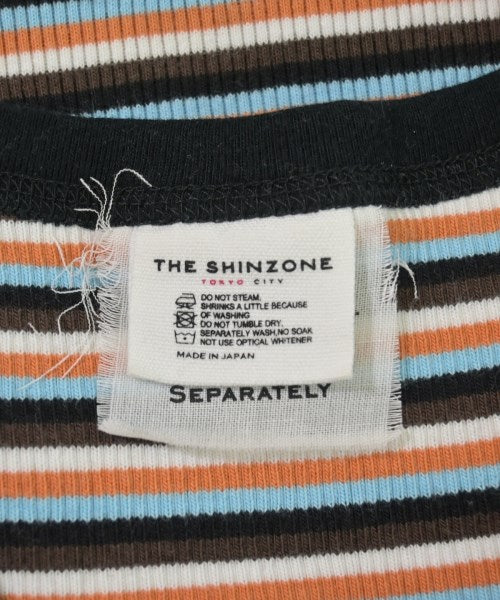 THE SHINZONE
TOKYO CITY
DO NOT STEAM,
SHRINKS A LITTLE BECAUSE
OF WASHING
DO NOT TUMBLE DRY.
SEPARATELY WASH, NO SOAK
NOT USE OPTICAL WHITENER
MADE IN JAPAN
SEPARATELY